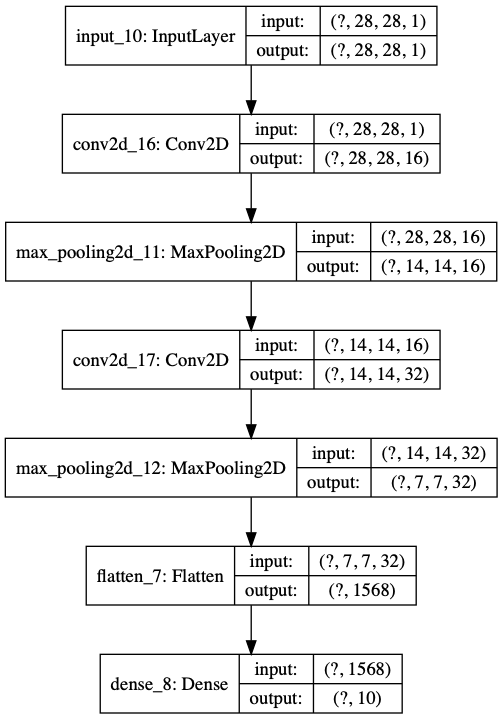 input_10: InputLayer
input: (?, 28, 28, 1)
output: (?, 28, 28, 1)
conv2d_16: Conv2D
input: (?, 28, 28, 1)
output: (?, 28, 28, 16)
max_pooling2d_11: MaxPooling2D
input: (?, 28, 28, 16)
output: (?, 14, 14, 16)
conv2d_17: Conv2D
input: (?, 14, 14, 16)
output: (?, 14, 14, 32)
max_pooling2d_12: MaxPooling2D
input: (?, 14, 14, 32)
output: (?, 7, 7, 32)
flatten_7: Flatten
input: (?, 7, 7, 32)
output: (?, 1568)
dense_8: Dense
input: (?, 1568)
output: (?, 10)